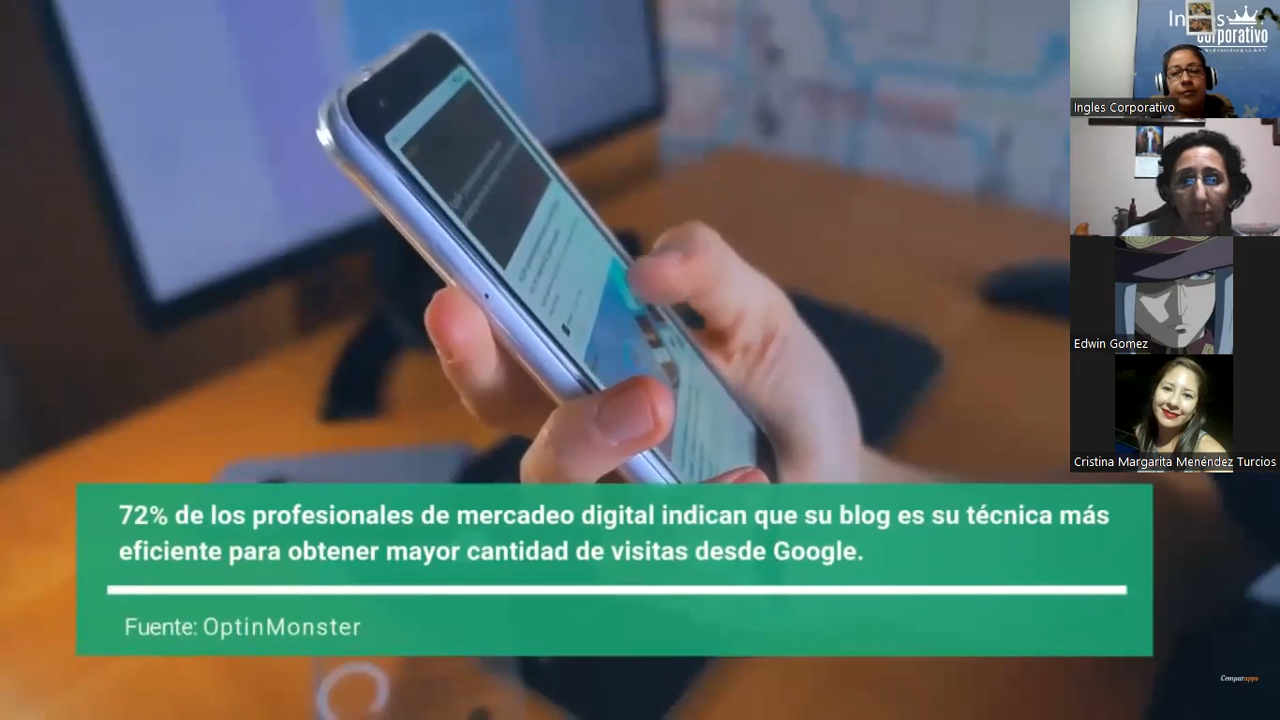 72% de los profesionales de mercadeo digital indican que su blog es su técnica más
eficiente para obtener mayor cantidad de visitas desde Google.
Fuente: OptinMonster
Comparapps
Corporativo
Ingles Corporativo
Edwin Gomez
Cristina Margarita Menéndez Turcios